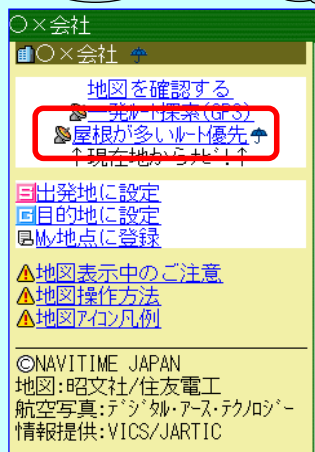 ○×会社
○×会社
地図を確認する
一発ﾙｰﾄ探索(GPS)
屋根が多いﾙｰﾄ優先
↑現在地からﾅﾋﾞ!↑
S出発地に設定
G目的地に設定
My地点に登録
地図表示中のご注意
地図操作方法
地図ｱｲｺﾝ凡例
©NAVITIME JAPAN
地図:昭文社/住友電工
航空写真:ﾃﾞｼﾞﾀﾙ･ｱｰｽ･ﾃｸﾉﾛｼﾞｰ
情報提供:VICS/JARTIC